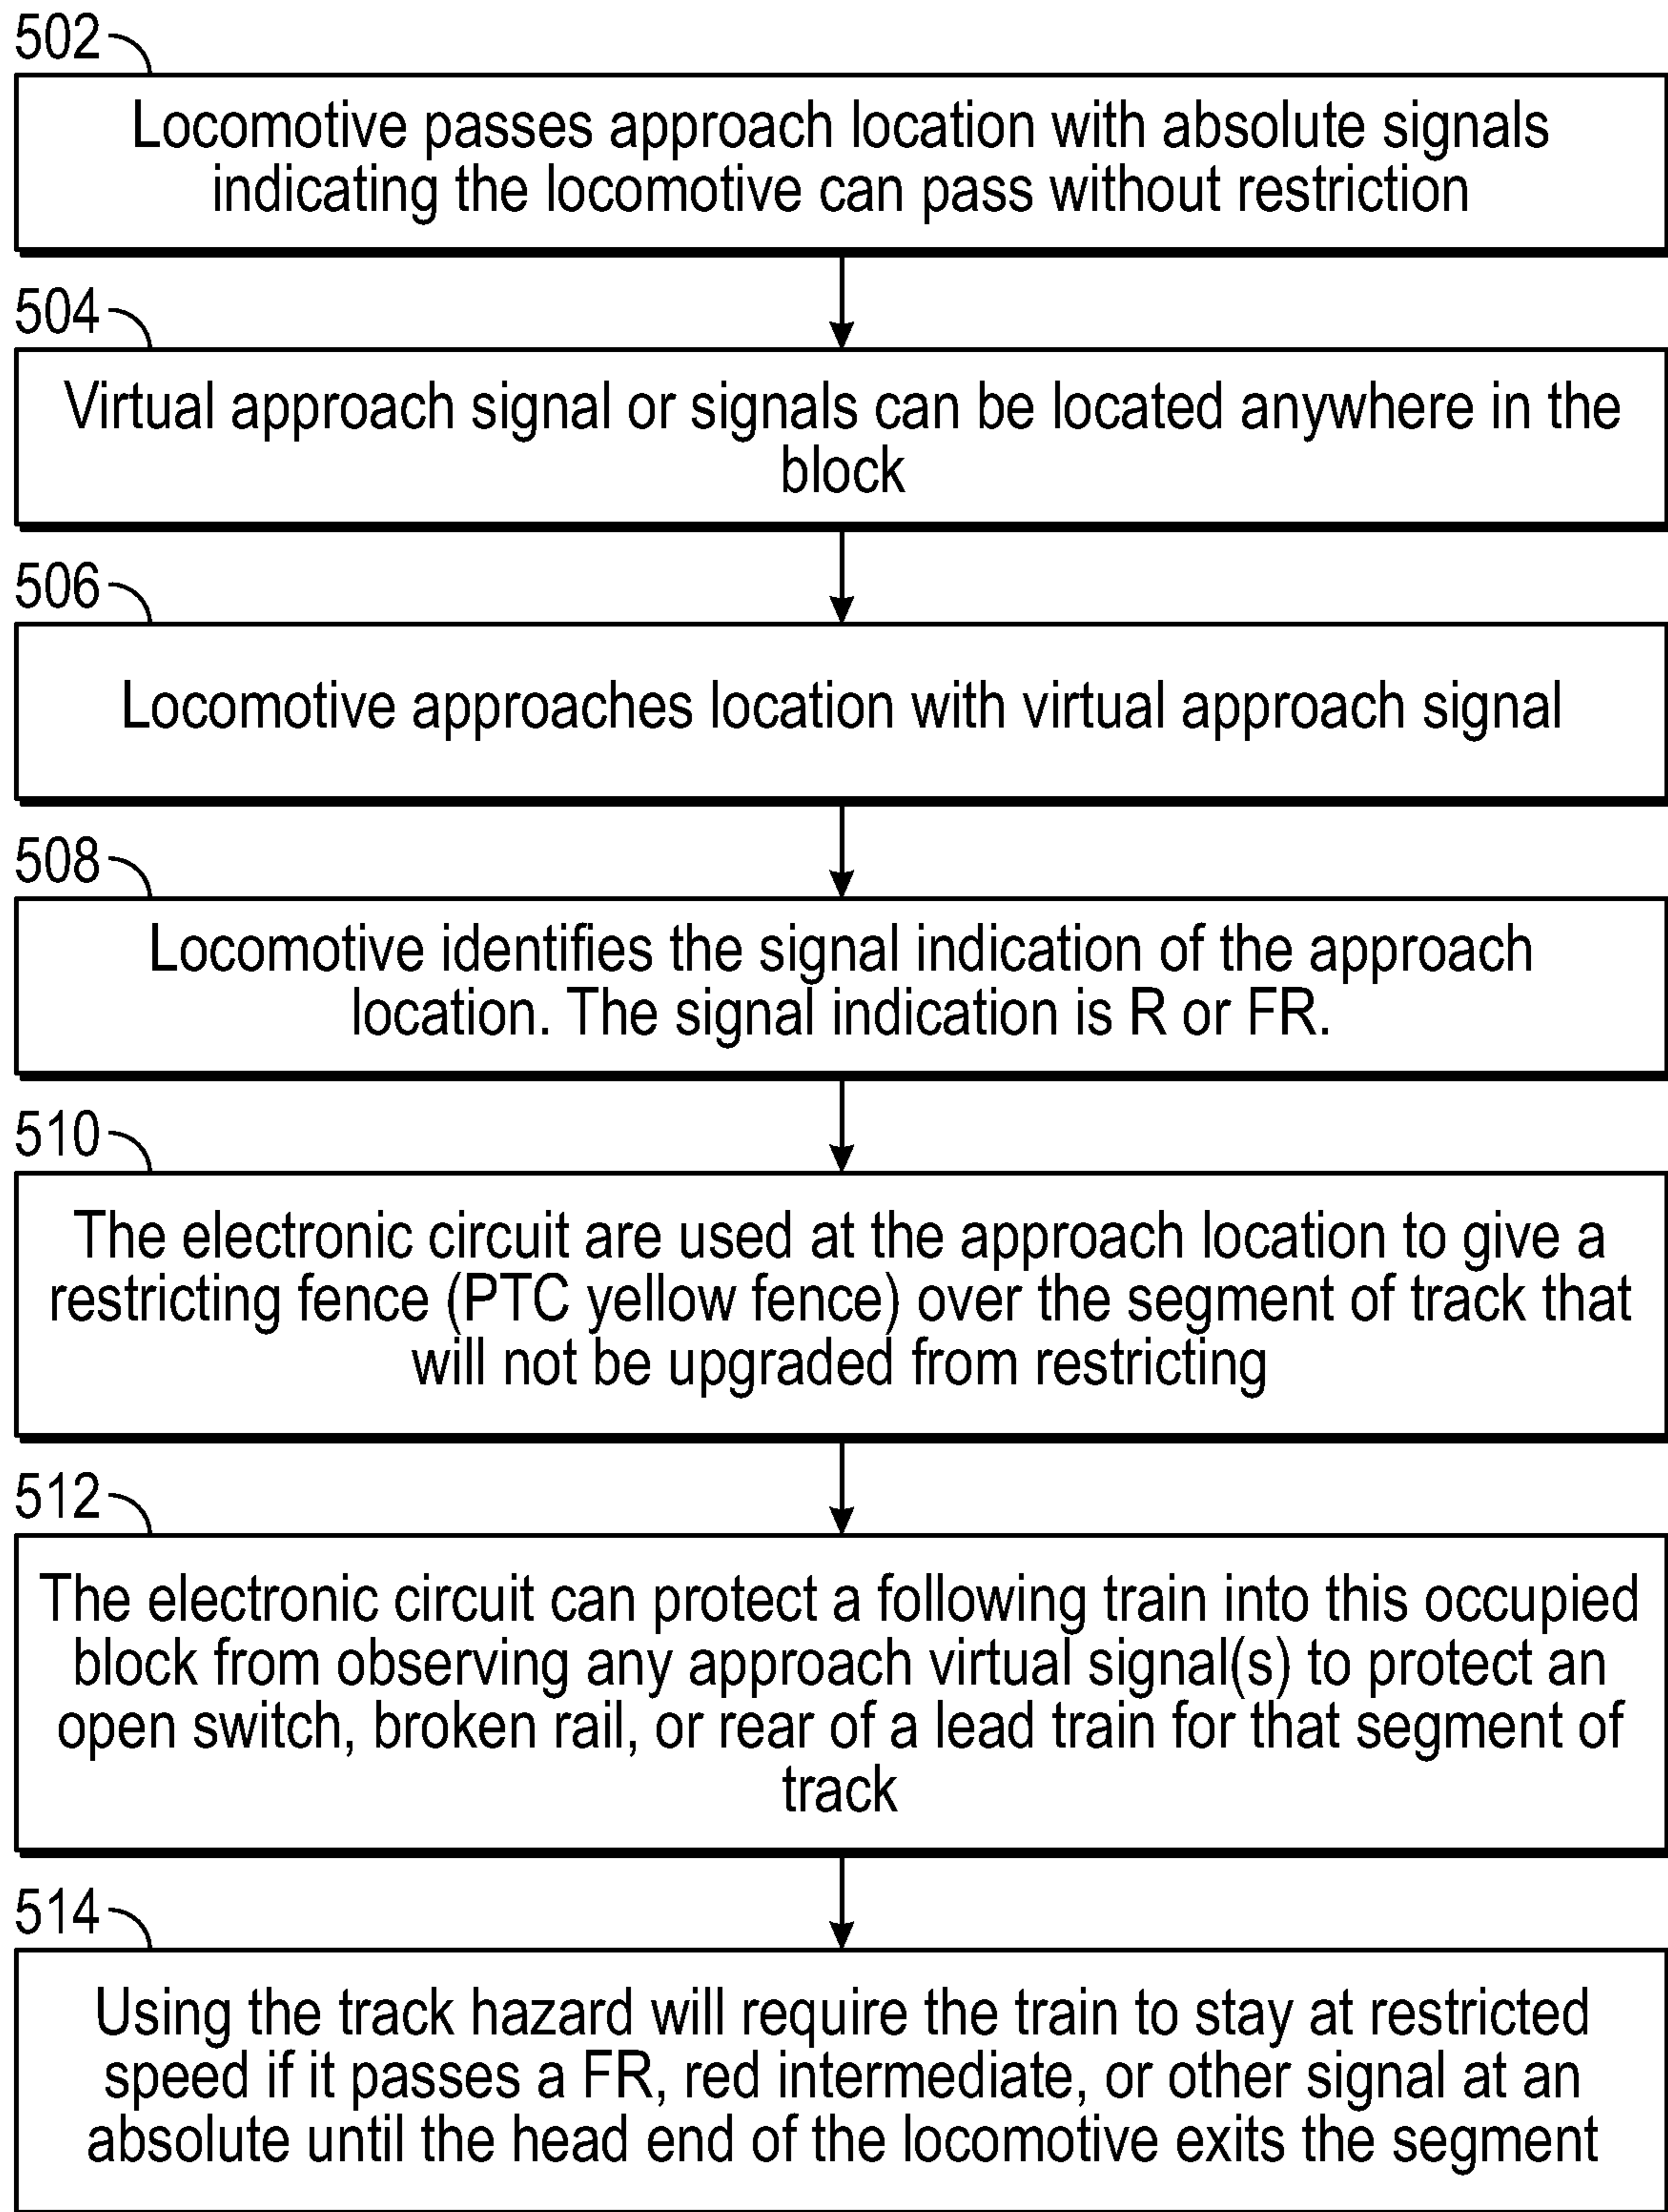 502
Locomotive passes approach location with absolute signals
indicating the locomotive can pass without restriction
504
Virtual approach signal or signals can be located anywhere in the
block
506
Locomotive approaches location with virtual approach signal
508
Locomotive identifies the signal indication of the approach
location. The signal indication is R or FR.
510
The electronic circuit are used at the approach location to give a
restricting fence (PTC yellow fence) over the segment of track that
will not be upgraded from restricting
512
The electronic circuit can protect a following train into this occupied
block from observing any approach virtual signal(s) to protect an
open switch, broken rail, or rear of a lead train for that segment of
track
514
Using the track hazard will require the train to stay at restricted
speed if it passes a FR, red intermediate, or other signal at an
absolute until the head end of the locomotive exits the segment